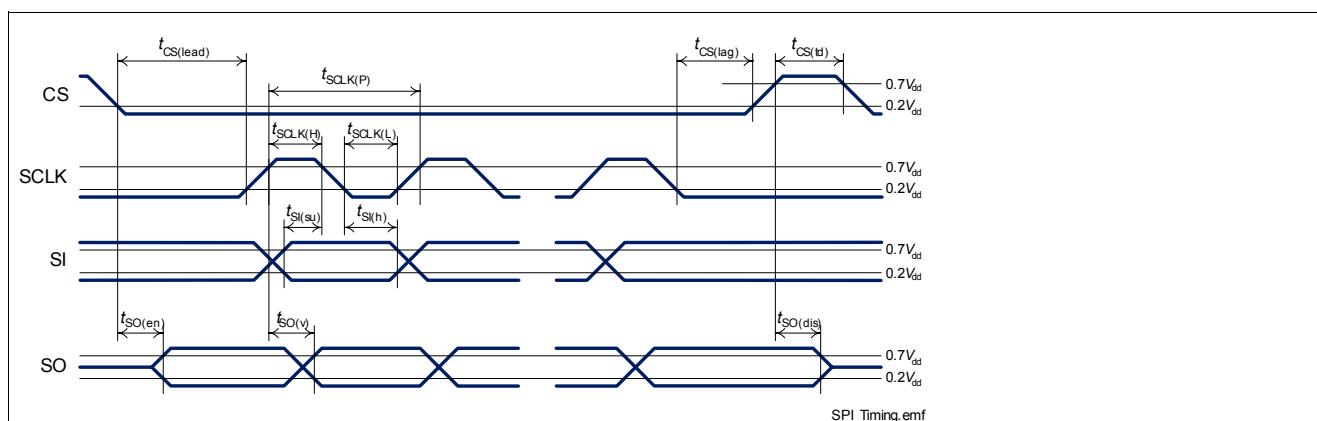 tCS(lead)
tCS(lag)
tCS(td)
tSCLK(P)
CS
0.7Vdd
0.2Vdd
tSCLK(H)
tSCLK(L)
SCLK
0.7Vdd
0.2Vdd
tSI(su)
tSI(h)
SI
0.7Vdd
0.2Vdd
tSO(en)
tSO(v)
tSO(dis)
SO
0.7Vdd
0.2Vdd
SPI Timing.emf